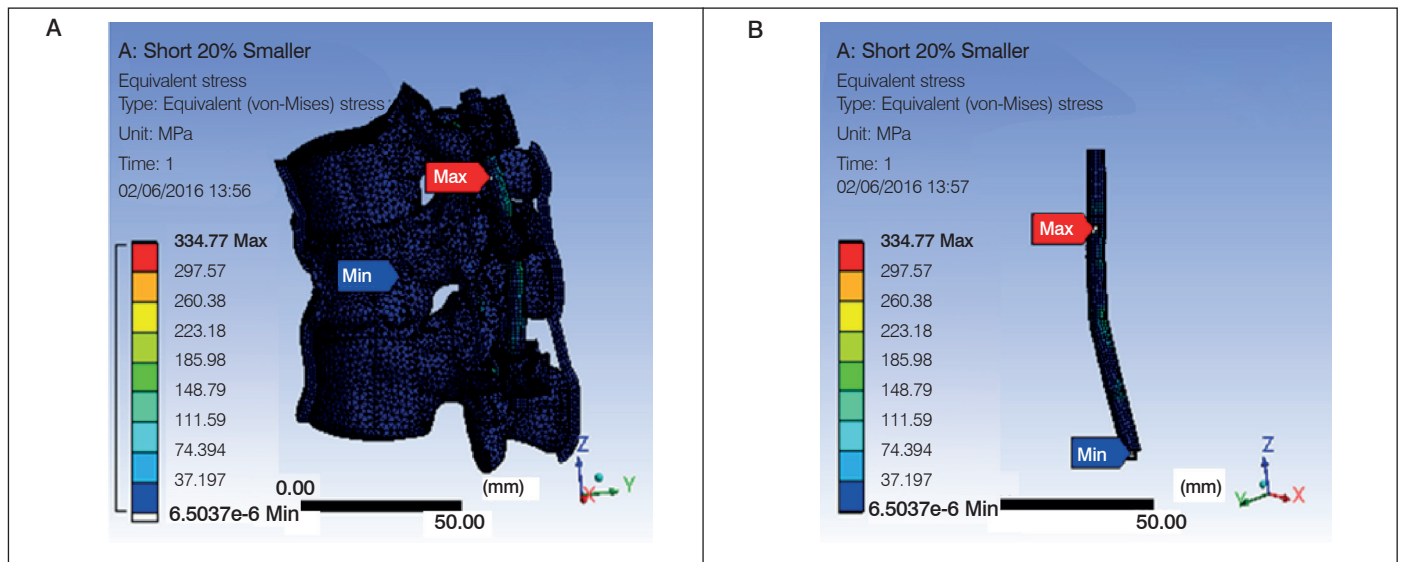 A
A: Short 20% Smaller
Equivalent stress
Type: Equivalent (von-Mises) stress
Unit: MPa
Time: 1
02/06/2016 13:56
Max
Min
334.77 Max
297.57
260.38
223.18
185.98
148.79
111.59
74.394
37.197
6.5037e-6 Min
0.00
(mm)
50.00
Z
Y
X
B
A: Short 20% Smaller
Equivalent stress
Type: Equivalent (von-Mises) stress
Unit: MPa
Time: 1
02/06/2016 13:57
Max
Min
334.77 Max
297.57
260.38
223.18
185.98
148.79
111.59
74.394
37.197
6.5037e-6 Min
(mm)
50.00
Z
Y
X